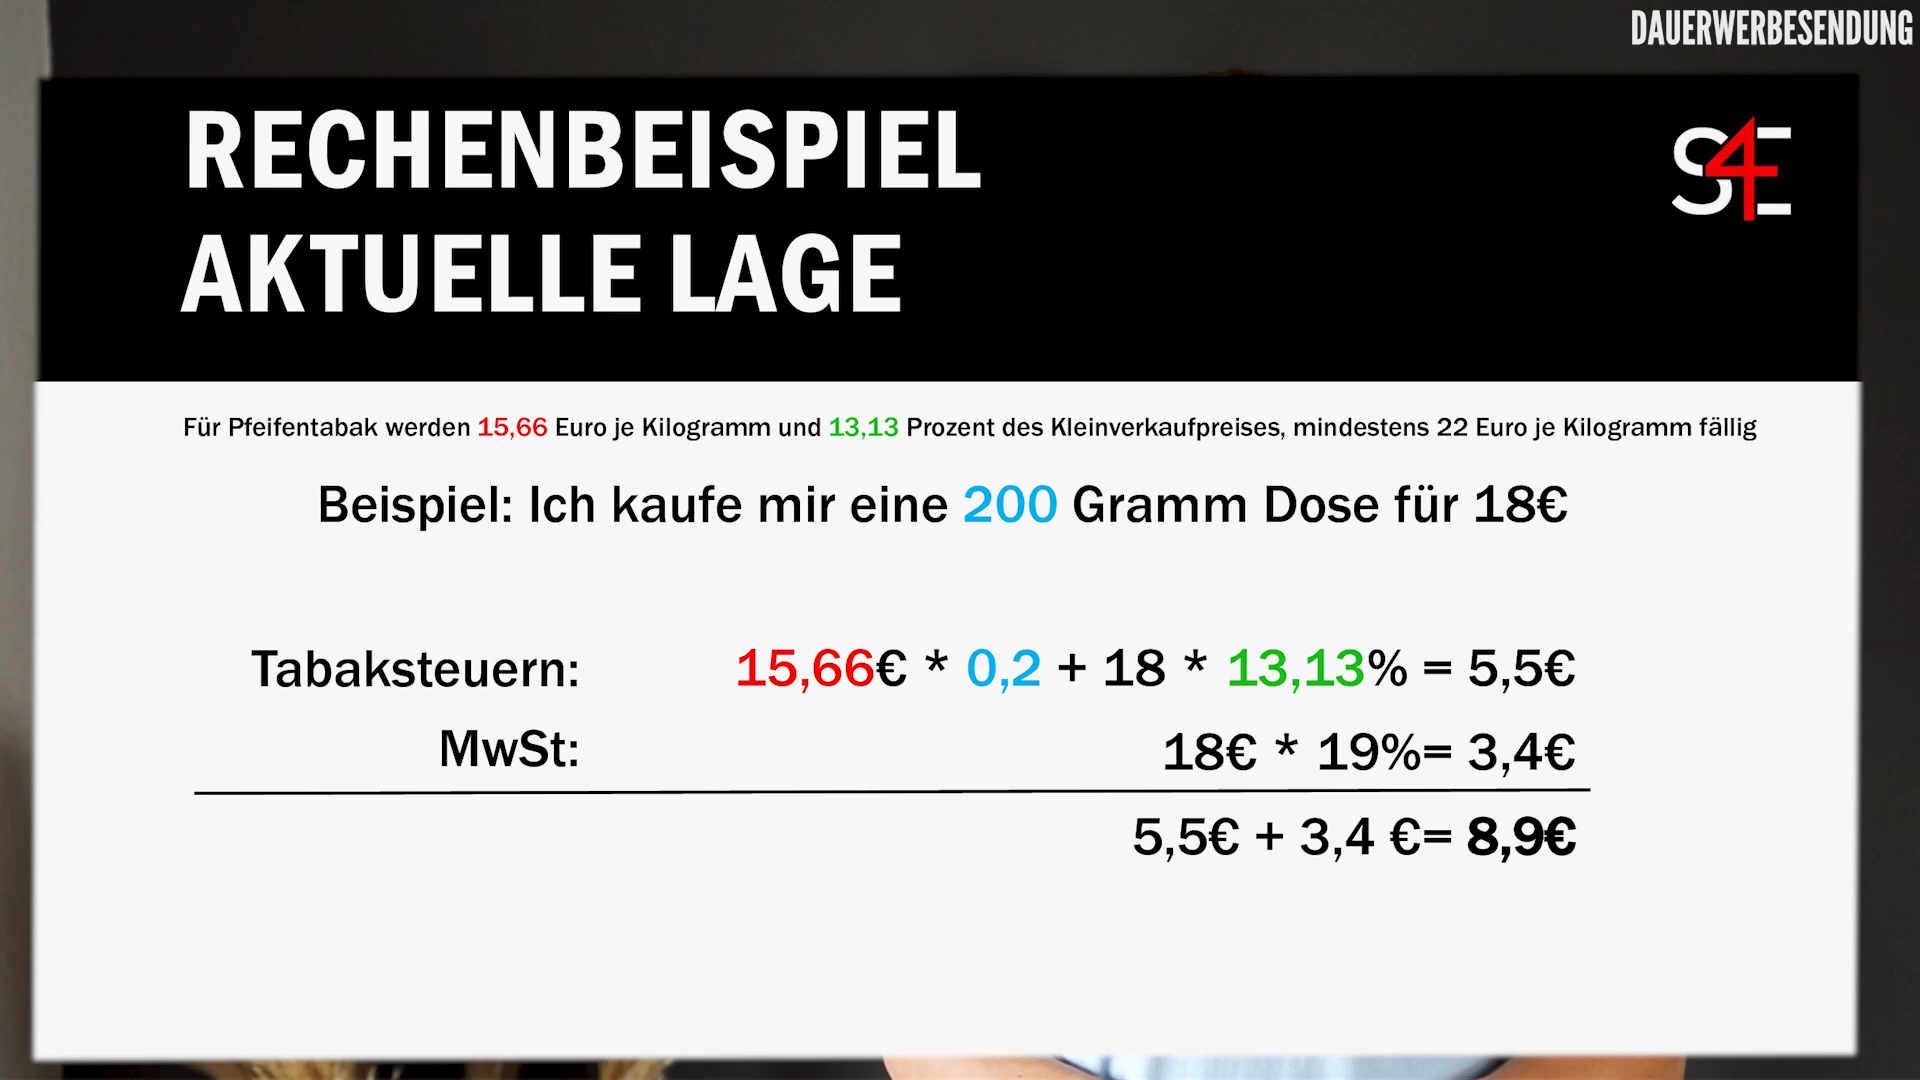 DAUERWERBESENDUNG
RECHENBEISPIEL
AKTUELLE LAGE
S4E
Für Pfeifentabak werden 15,66 Euro je Kilogramm und 13,13 Prozent des Kleinverkaufpreises, mindestens 22 Euro je Kilogramm fällig
Beispiel: Ich kaufe mir eine 200 Gramm Dose für 18€
Tabaksteuern: 15,66€ * 0,2 + 18 * 13,13% = 5,5€
MwSt: 18€ * 19%= 3,4€
5,5€ + 3,4 €= 8,9€